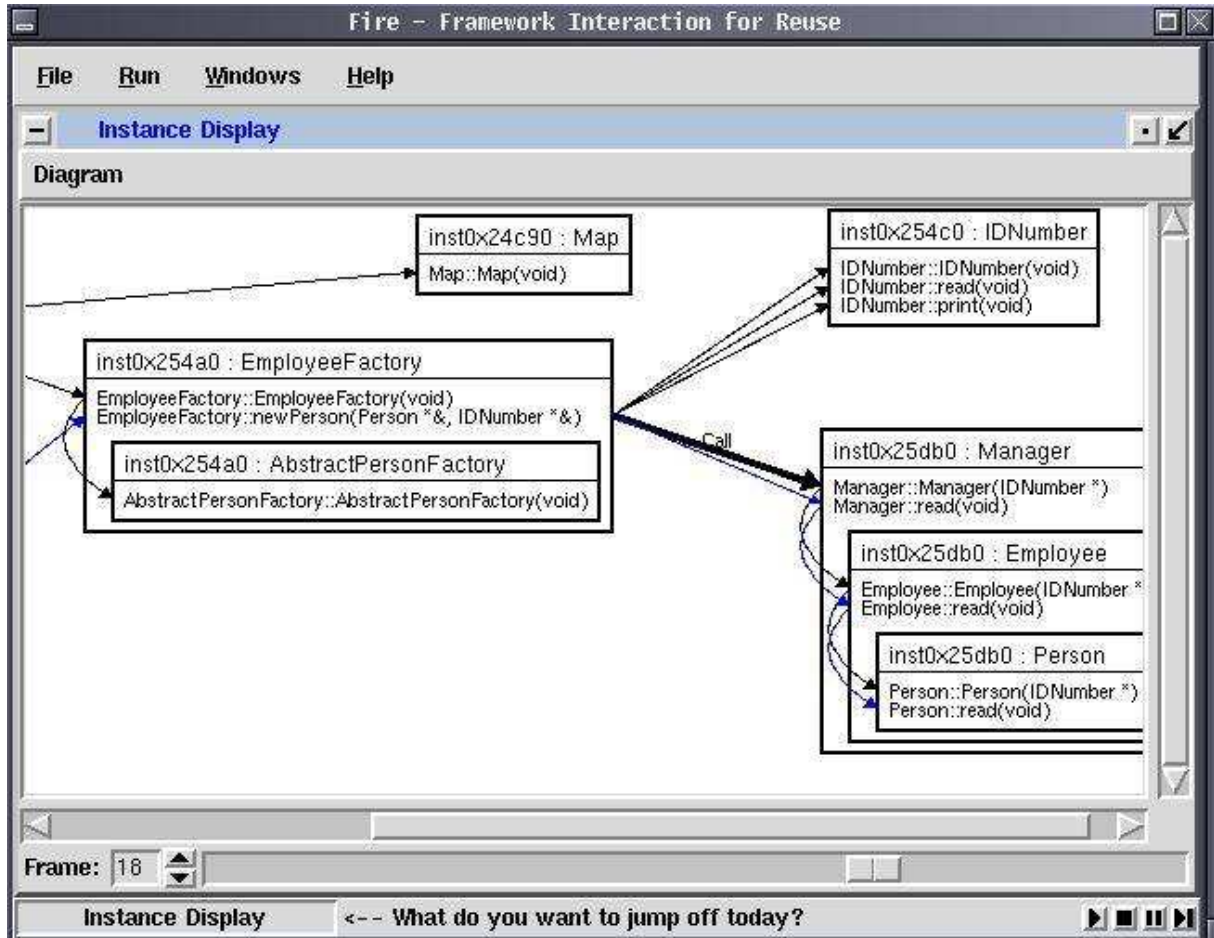 Fire - Framework Interaction for Reuse
File Run Windows Help
Instance Display
Diagram
inst0x24c90 : Map
Map::Map(void)
inst0x254c0 : IDNumber
IDNumber::IDNumber(void)
IDNumber::read(void)
IDNumber::print(void)
inst0x254a0 : EmployeeFactory
EmployeeFactory::EmployeeFactory(void)
EmployeeFactory::newPerson(Person *&, IDNumber *&)
inst0x254a0 : AbstractPersonFactory
AbstractPersonFactory::AbstractPersonFactory(void)
Call
inst0x25db0 : Manager
Manager::Manager(IDNumber *)
Manager::read(void)
inst0x25db0 : Employee
Employee::Employee(IDNumber *
Employee::read(void)
inst0x25db0 : Person
Person::Person(IDNumber *)
Person::read(void)
Frame: 18
Instance Display <-- What do you want to jump off today?